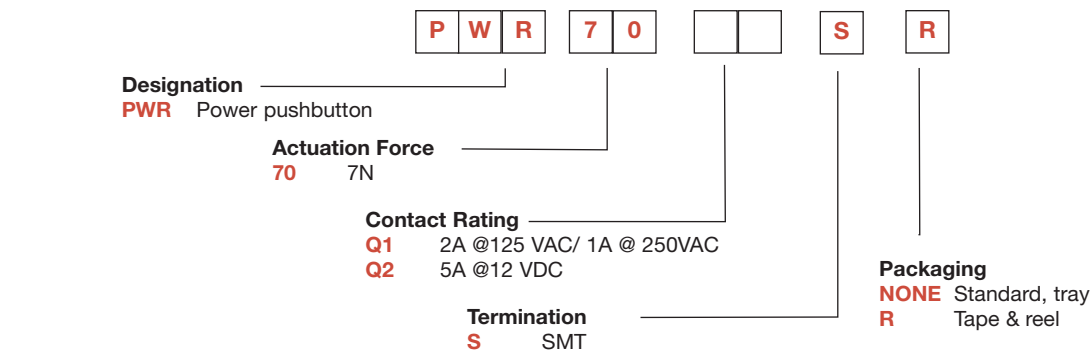 P W R 7 0 S R
Designation
PWR Power pushbutton
Actuation Force
70 7N
Contact Rating
Q1 2A @125 VAC/ 1A @ 250VAC
Q2 5A @12 VDC
Packaging
NONE Standard, tray
R Tape & reel
Termination
S SMT